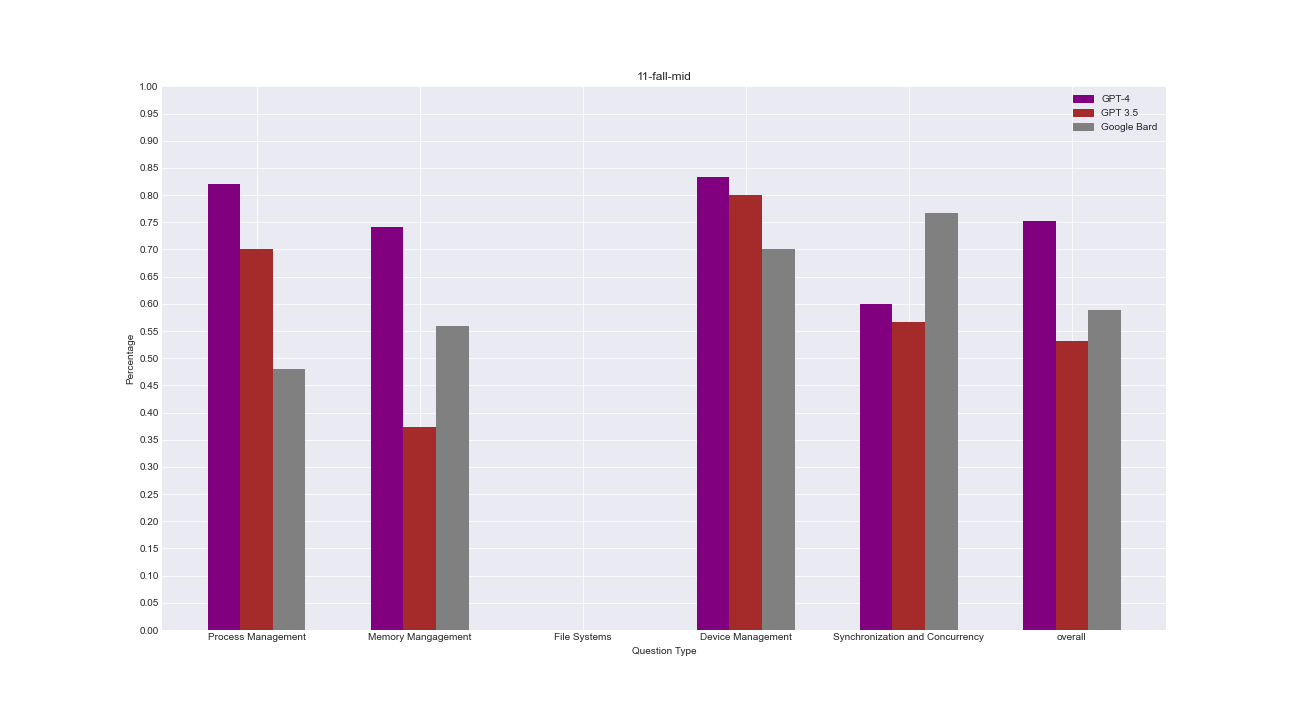 11-fall-mid
GPT-4
GPT 3.5
Google Bard
1.00
0.95
0.90
0.85
0.80
0.75
0.70
0.65
0.60
0.55
0.50
0.45
0.40
0.35
0.30
0.25
0.20
0.15
0.10
0.05
0.00
Percentage
Process Management
Memory Mangagement
File Systems
Device Management
Synchronization and Concurrency
overall
Question Type